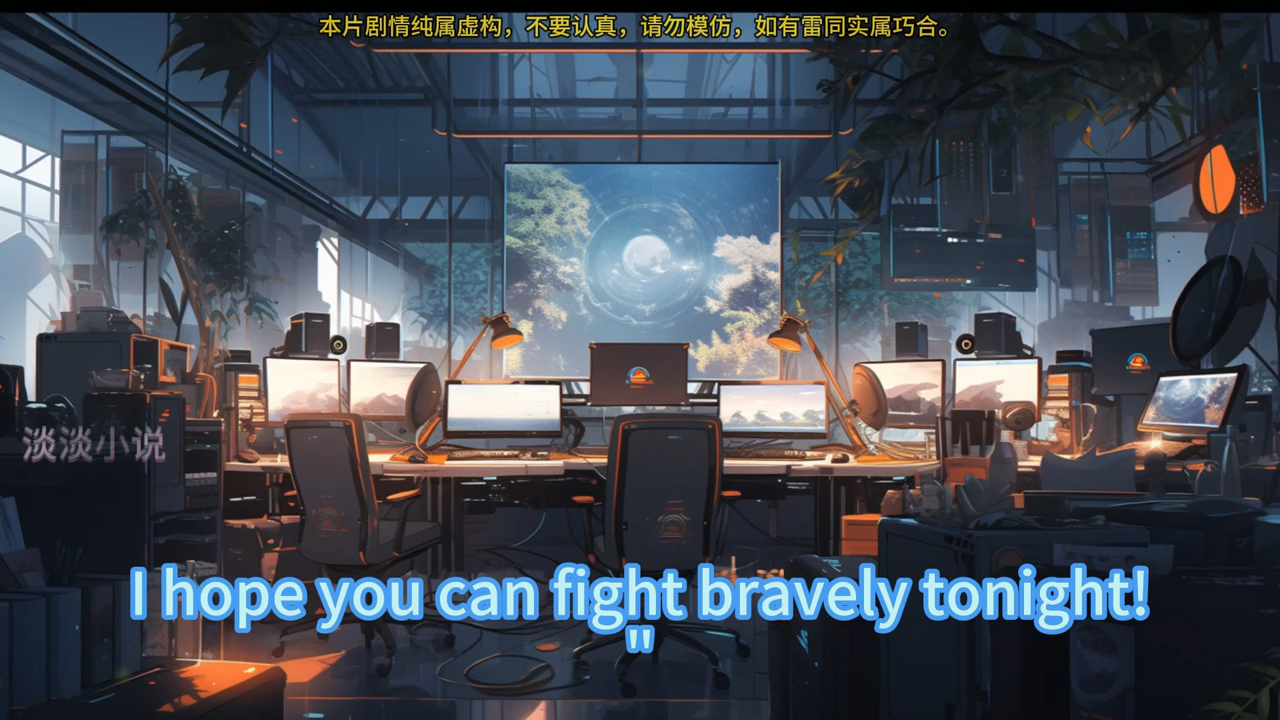 本片剧情纯属虚构，不要认真，请勿模仿，如有雷同实属巧合。
淡淡小说
I hope you can fight bravely tonight!
"